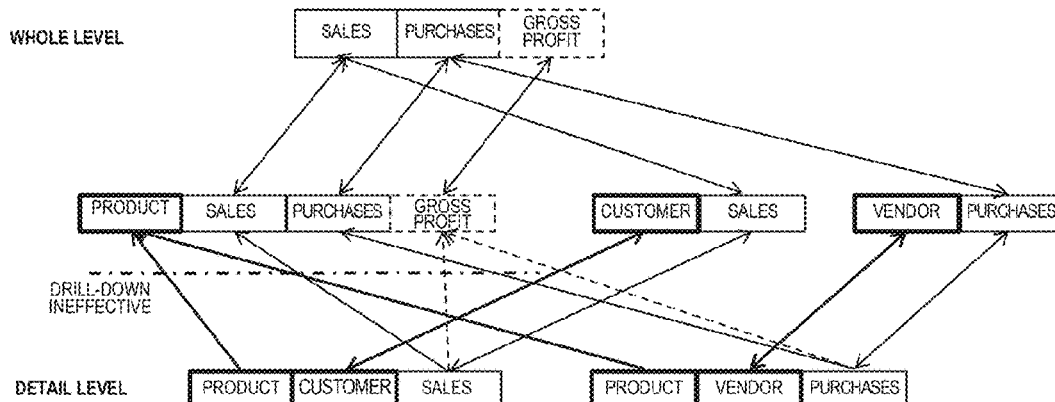 WHOLE LEVEL
SALES
PURCHASES
GROSS
PROFIT
PRODUCT
SALES
PURCHASES
GROSS
PROFIT
CUSTOMER
SALES
VENDOR
PURCHASES
DRILL-DOWN
INEFFECTIVE
DETAIL LEVEL
PRODUCT
CUSTOMER
SALES
PRODUCT
VENDOR
PURCHASES